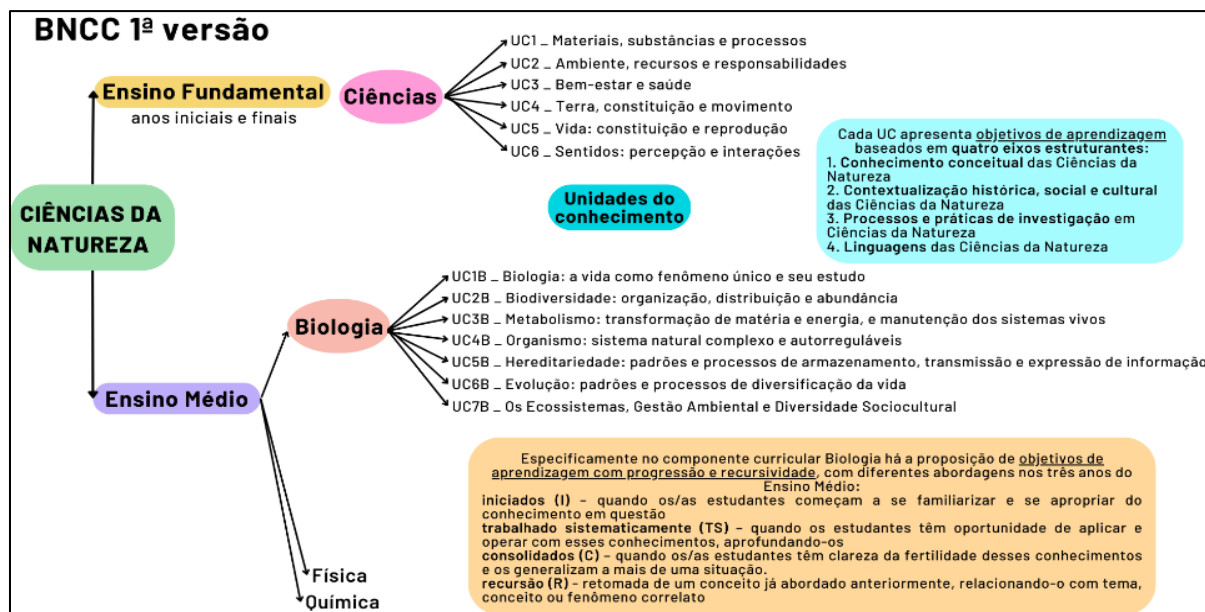 BNCC 1ª versão
Ensino Fundamental
anos iniciais e finais
Ciências
UC1 _ Materiais, substâncias e processos
UC2 _ Ambiente, recursos e responsabilidades
UC3 _ Bem-estar e saúde
UC4 _ Terra, constituição e movimento
UC5 _ Vida: constituição e reprodução
UC6 _ Sentidos: percepção e interações
Cada UC apresenta objetivos de aprendizagem
baseados em quatro eixos estruturantes:
1. Conhecimento conceitual das Ciências da
Natureza
2. Contextualização histórica, social e cultural
das Ciências da Natureza
3. Processos e práticas de investigação em
Ciências da Natureza
4. Linguagens das Ciências da Natureza
Unidades do
conhecimento
CIÊNCIAS DA
NATUREZA
Ensino Médio
Biologia
UC1B _ Biologia: a vida como fenômeno único e seu estudo
UC2B _ Biodiversidade: organização, distribuição e abundância
UC3B _ Metabolismo: transformação de matéria e energia, e manutenção dos sistemas vivos
UC4B _ Organismo: sistema natural complexo e autorreguláveis
UC5B _ Hereditariedade: padrões e processos de armazenamento, transmissão e expressão de informação
UC6B _ Evolução: padrões e processos de diversificação da vida
UC7B _ Os Ecossistemas, Gestão Ambiental e Diversidade Sociocultural
Especificamente no componente curricular Biologia há a proposição de objetivos de
aprendizagem com progressão e recursividade, com diferentes abordagens nos três anos do
Ensino Médio:
iniciados (I) - quando os/as estudantes começam a se familiarizar e se apropriar do
conhecimento em questão
trabalhado sistematicamente (TS) - quando os estudantes têm oportunidade de aplicar e
operar com esses conhecimentos, aprofundando-os
consolidados (C) - quando os/as estudantes têm clareza da fertilidade desses conhecimentos
e os generalizam a mais de uma situação.
recursão (R) - retomada de um conceito já abordado anteriormente, relacionando-o com tema,
conceito ou fenômeno correlato
Física
Química